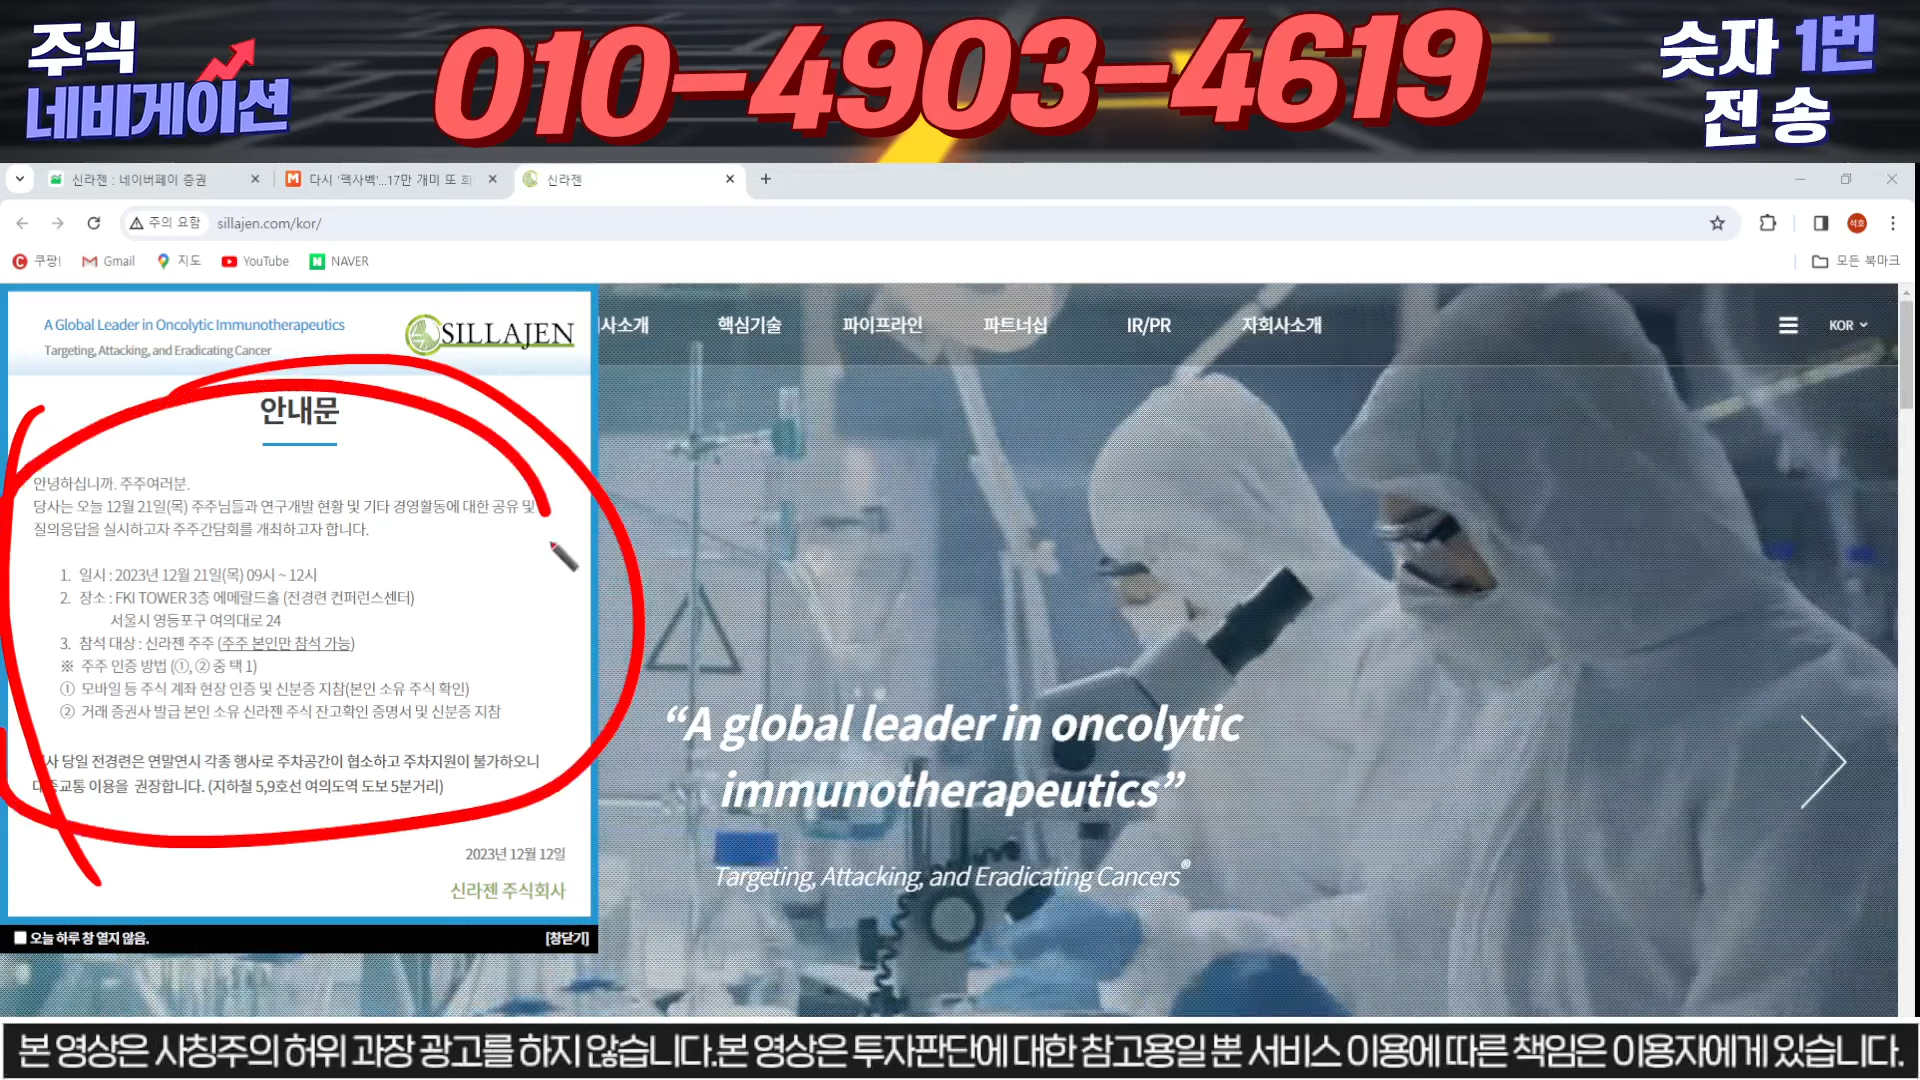 주식
네비게이션
010-4903-4619
숫자 1번
전송
신라젠 : 네이버페이 증권
다시 '펙사벡'...17만 개미 또 희
신라젠
주의 요함
sillajen.com/kor/
석호
쿠팡!
Gmail
지도
YouTube
NAVER
모든 북마크
A Global Leader in Oncolytic Immunotherapeutics
Targeting, Attacking, and Eradicating Cancer
SILLAJEN
사소개
핵심기술
파이프라인
파트너십
IR/PR
자회사소개
KOR
안내문
안녕하십니까. 주주여러분.
당사는 오늘 12월 21일(목) 주주님들과 연구개발 현황 및 기타 경영활동에 대한 공유 및
질의응답을 실시하고자 주주간담회를 개최하고자 합니다.
1. 일시 : 2023년 12월 21일(목) 09시 ~ 12시
2. 장소 : FKI TOWER 3층 에메랄드홀 (전경련 컨퍼런스센터)
서울시 영등포구 여의대로 24
3. 참석 대상 : 신라젠 주주 (주주 본인만 참석 가능)
※ 주주 인증 방법 (①, ② 중 택 1)
① 모바일 등 주식 계좌 현장 인증 및 신분증 지참(본인 소유 주식 확인)
② 거래 증권사 발급 본인 소유 신라젠 주식 잔고확인 증명서 및 신분증 지참
사 당일 전경련은 연말연시 각종 행사로 주차공간이 협소하고 주차지원이 불가하오니
대중교통 이용을 권장합니다. (지하철 5,9호선 여의도역 도보 5분거리)
2023년 12월 12일
신라젠 주식회사
오늘 하루 창 열지 않음.
[창닫기]
“A global leader in oncolytic
immunotherapeutics”
Targeting, Attacking, and Eradicating Cancers®
본 영상은 사칭주의 허위 과장 광고를 하지 않습니다.본 영상은 투자판단에 대한 참고용일 뿐 서비스 이용에 따른 책임은 이용자에게 있습니다.